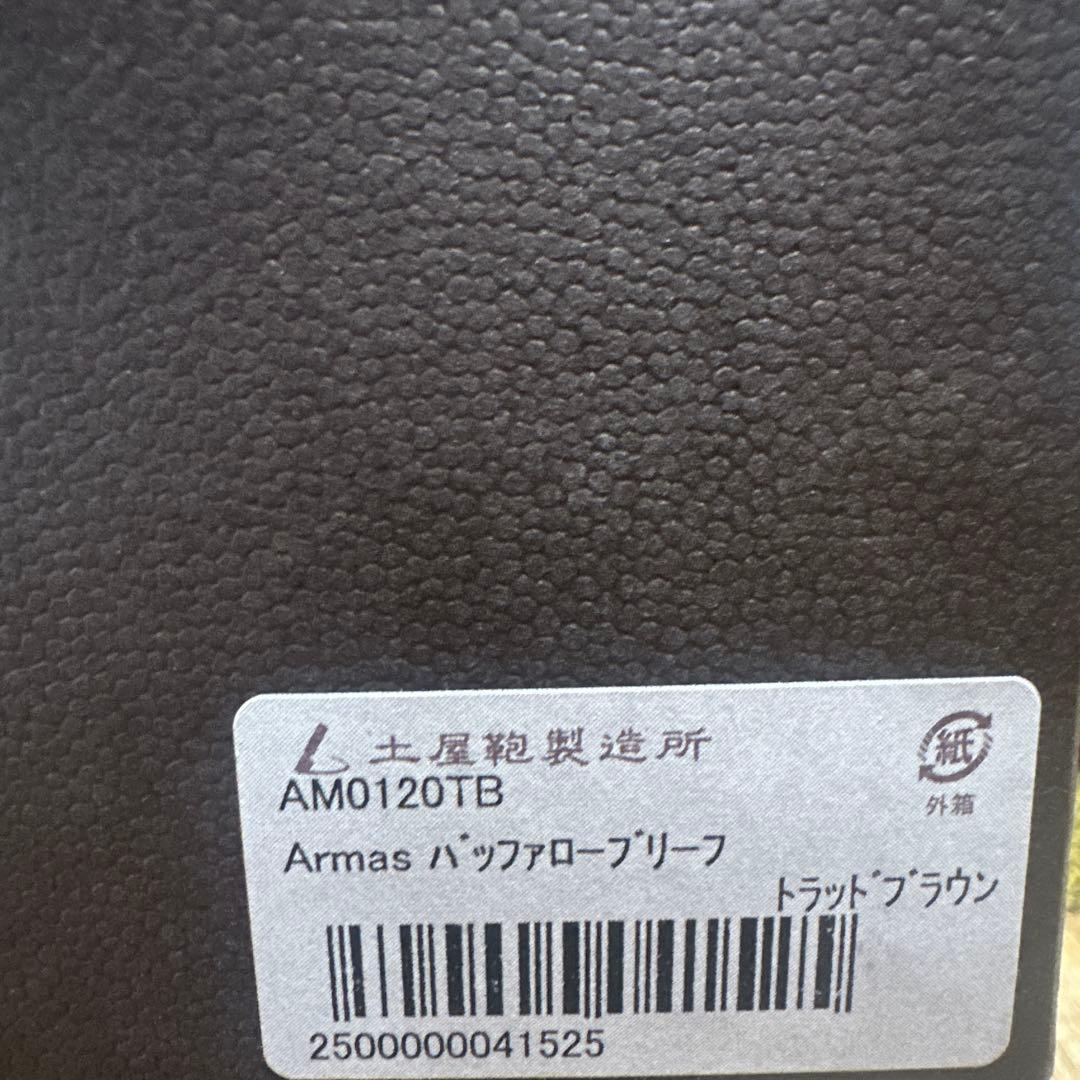 土屋鞄製造所
紙
外箱
AM0120TB
Armas バッファローブリーフ
トラッドブラウン
2500000041525